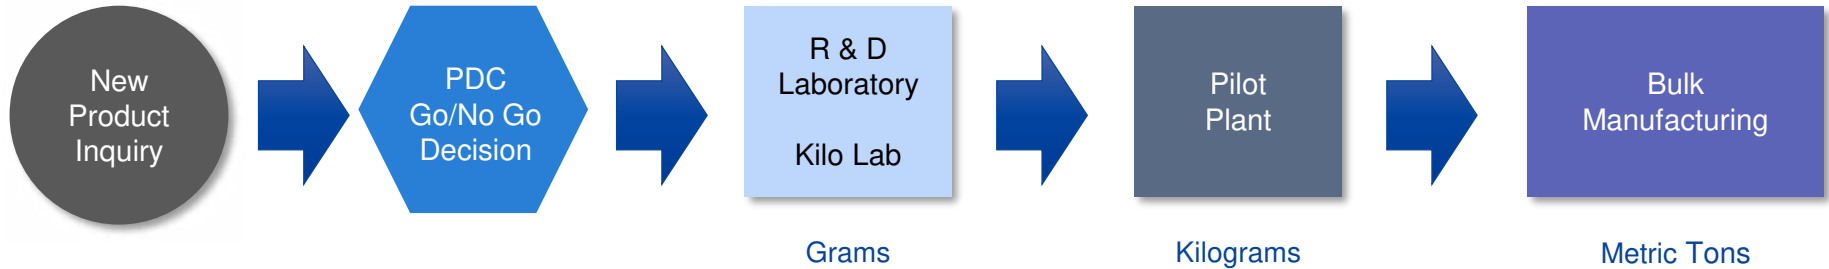 New
Product
Inquiry
PDC
Go/No Go
Decision
R & D
Laboratory
Kilo Lab
Pilot
Plant
Bulk
Manufacturing
Grams
Kilograms
Metric Tons